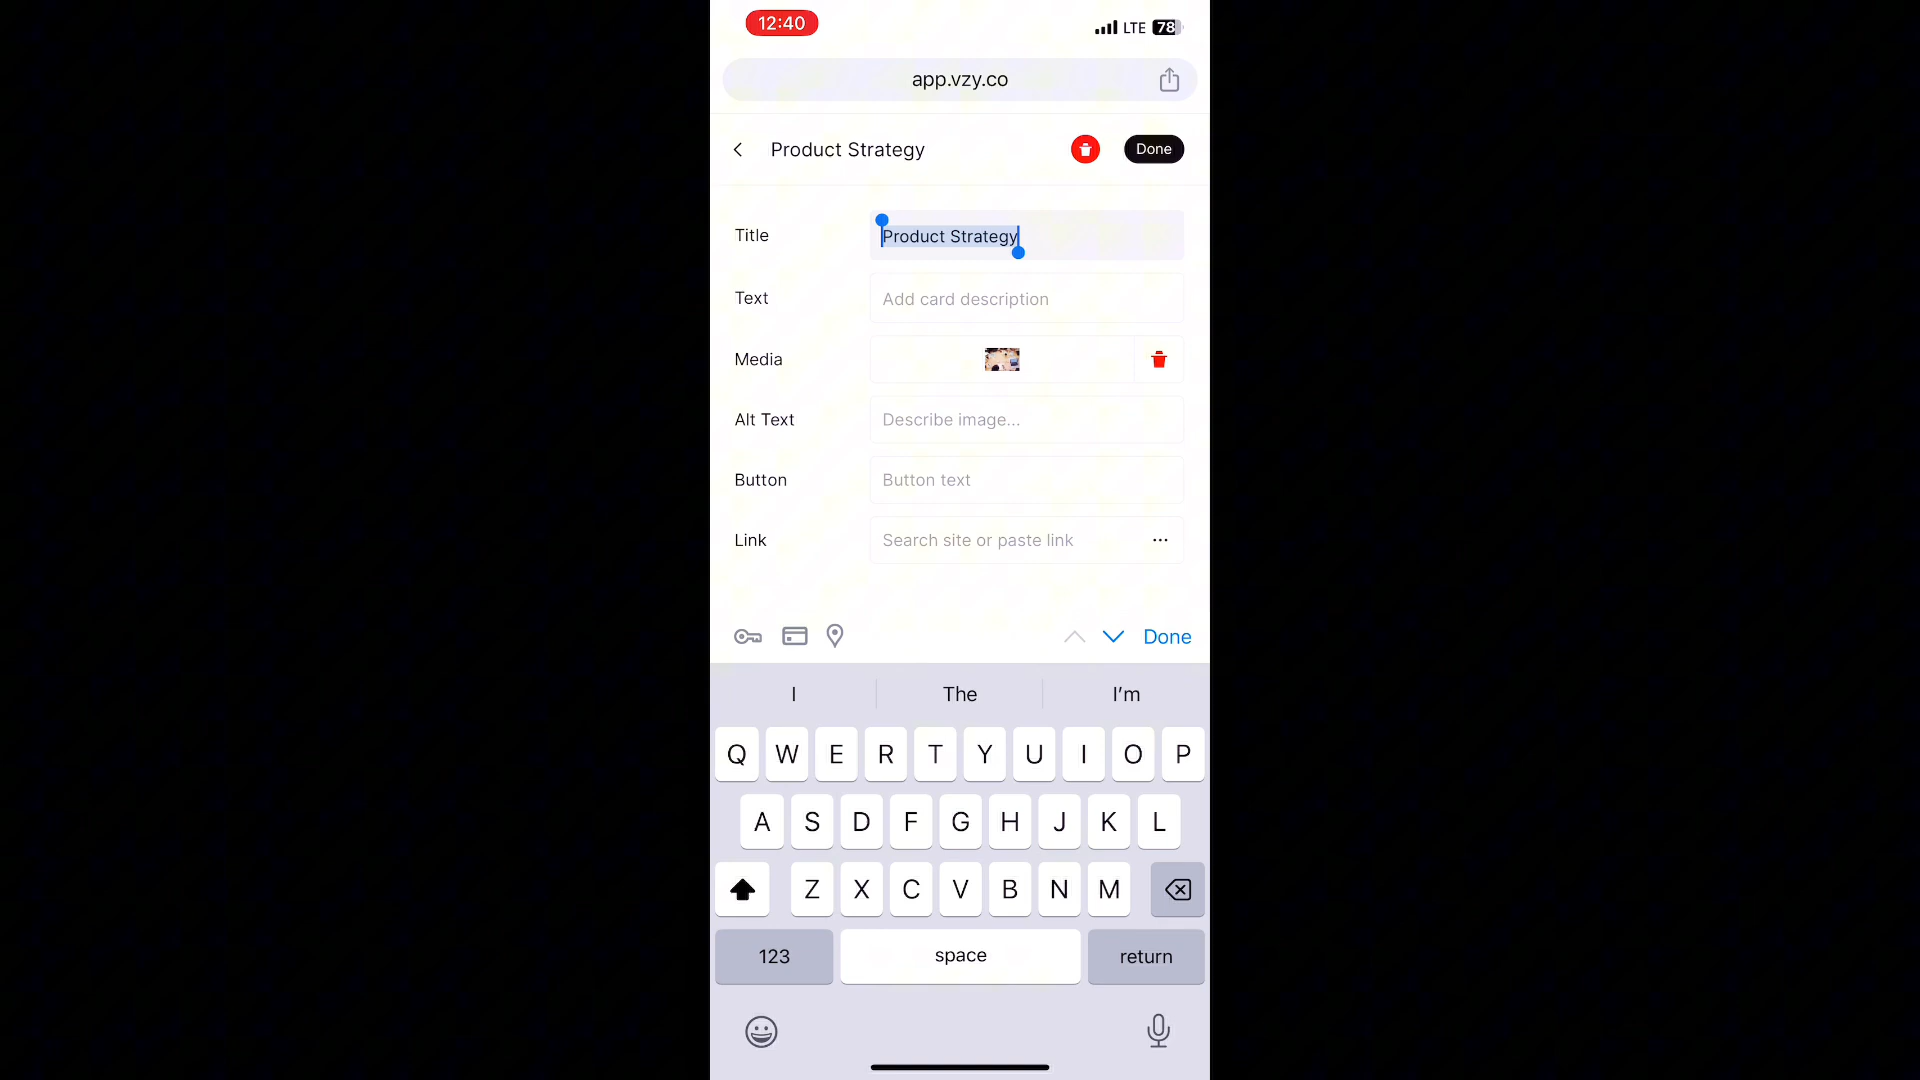 12:40
LTE 78
app.vzy.co
Product Strategy
Done
Title
Product Strategy
Text
Add card description
Media
Alt Text
Describe image...
Button
Button text
Link
Search site or paste link
Done
I
The
I'm
Q W E R T Y U I O P
A S D F G H J K L
Z X C V B N M
123
space
return